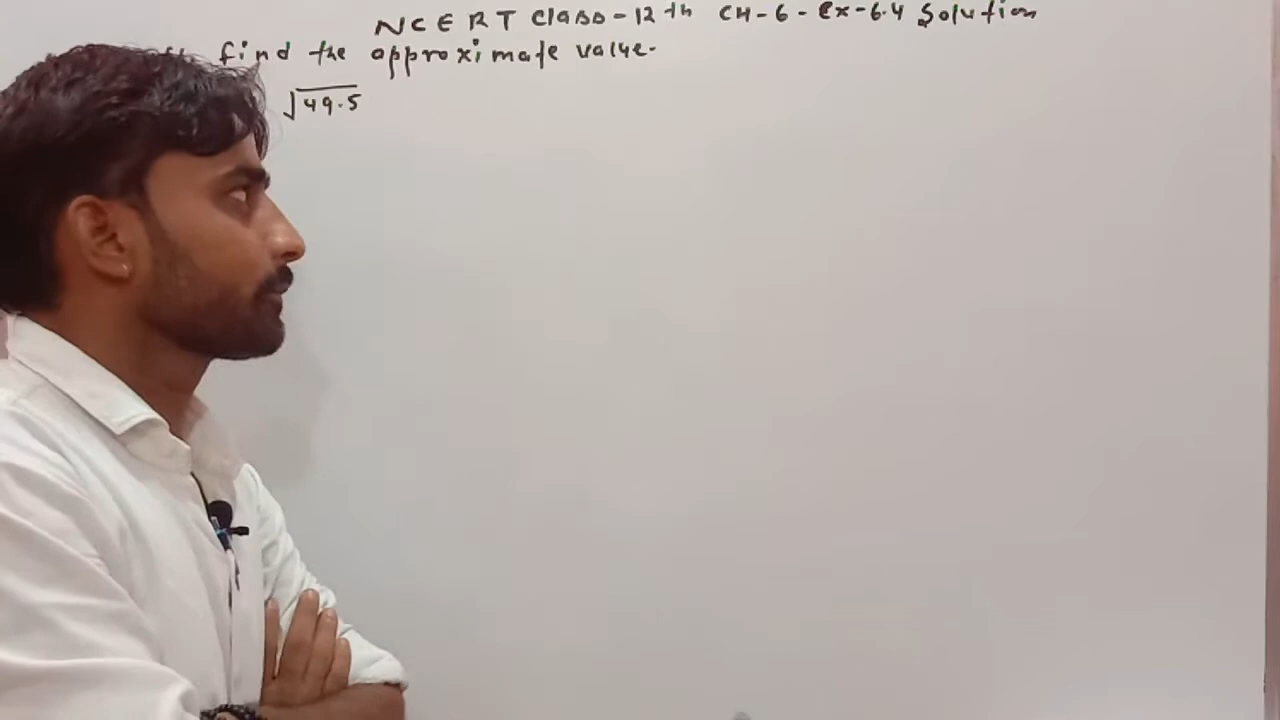 NCERT Class-12th CH-6-Ex-6.4 Solution
find the approximate value.
√49.5